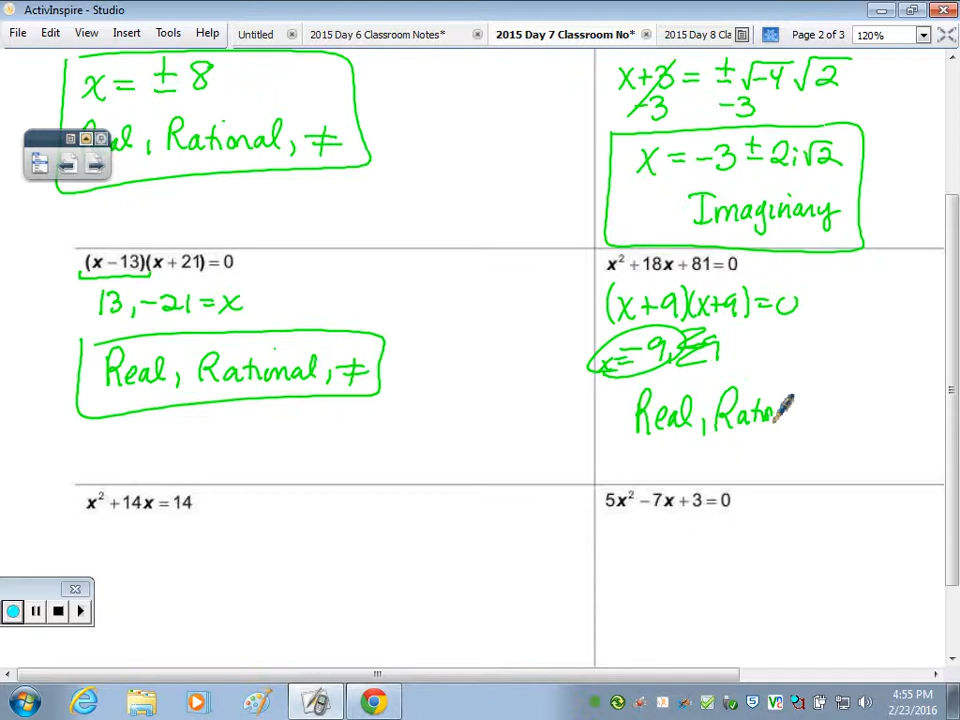 ActivInspire - Studio
File Edit View Insert Tools Help Untitled 2015 Day 6 Classroom Notes* 2015 Day 7 Classroom No* 2015 Day 8 Cla Page 2 of 3 120%
x = ± 8
Real, Rational, ≠
x+3 = ±√-4 √2
-3 -3
x = -3 ± 2i√2
Imaginary
(x − 13)(x + 21) = 0
13, -21 = x
Real, Rational, ≠
x² + 18x + 81 = 0
(x+9)(x+9) = 0
x = -9,
Real, Ratio
x² + 14x = 14
5x² − 7x + 3 = 0
4:55 PM
2/23/2016